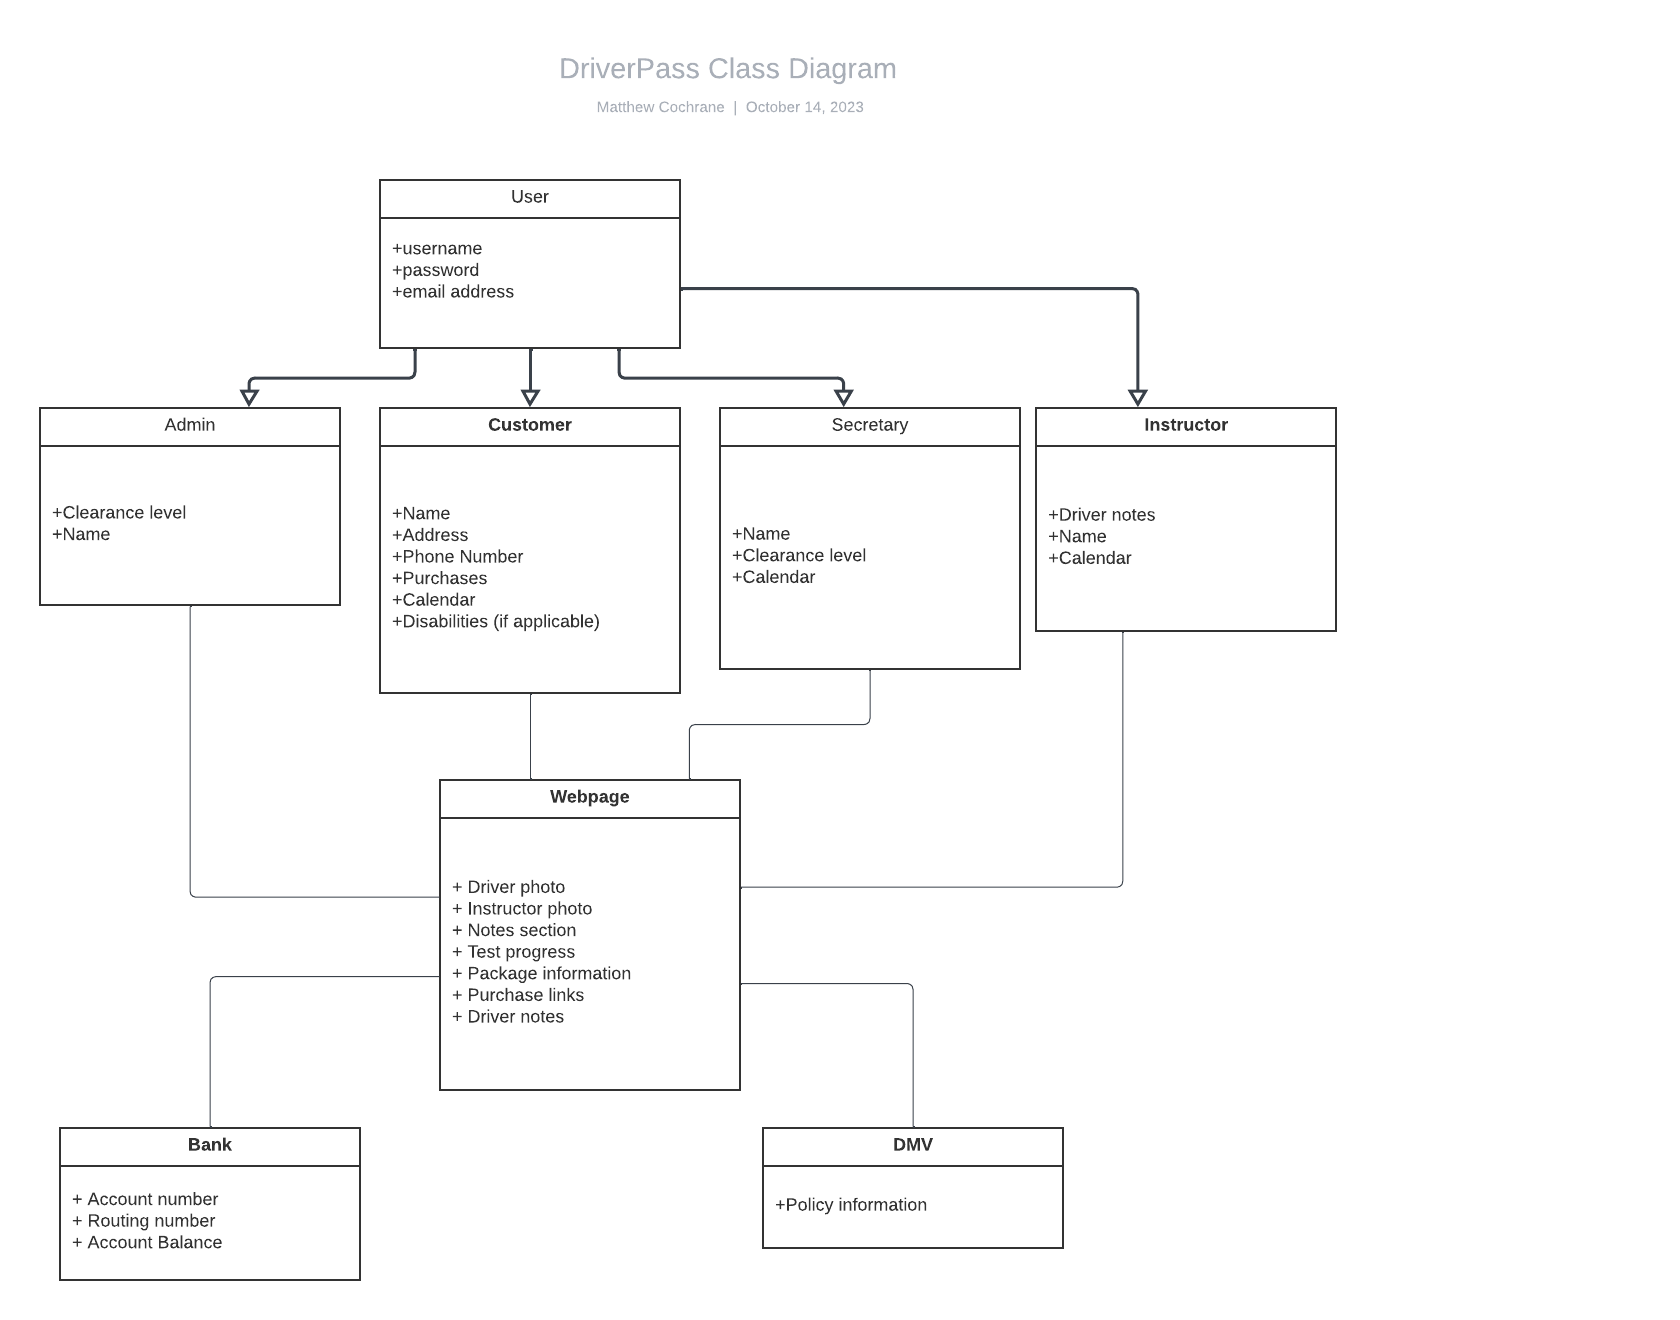 DriverPass Class Diagram
Matthew Cochrane | October 14, 2023
User
+username
+password
+email address
Admin
+Clearance level
+Name
Customer
+Name
+Address
+Phone Number
+Purchases
+Calendar
+Disabilities (if applicable)
Secretary
+Name
+Clearance level
+Calendar
Instructor
+Driver notes
+Name
+Calendar
Webpage
+ Driver photo
+ Instructor photo
+ Notes section
+ Test progress
+ Package information
+ Purchase links
+ Driver notes
Bank
+ Account number
+ Routing number
+ Account Balance
DMV
+Policy information